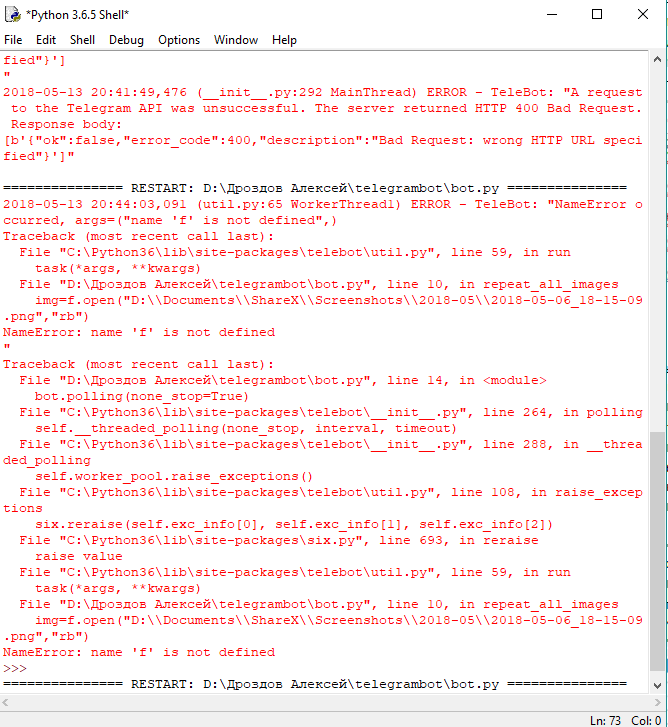 *Python 3.6.5 Shell*
File Edit Shell Debug Options Window Help
fied"}']
"
2018-05-13 20:41:49,476 (__init__.py:292 MainThread) ERROR - TeleBot: "A request
to the Telegram API was unsuccessful. The server returned HTTP 400 Bad Request.
Response body:
[b'{"ok":false,"error_code":400,"description":"Bad Request: wrong HTTP URL speci
fied"}']"
=============== RESTART: D:\Дроздов Алексей\telegrambot\bot.py ===============
2018-05-13 20:44:03,091 (util.py:65 WorkerThread1) ERROR - TeleBot: "NameError o
ccurred, args=("name 'f' is not defined",)
Traceback (most recent call last):
File "C:\Python36\lib\site-packages\telebot\util.py", line 59, in run
task(*args, **kwargs)
File "D:\Дроздов Алексей\telegrambot\bot.py", line 10, in repeat_all_images
img=f.open("D:\\Documents\\ShareX\\Screenshots\\2018-05\\2018-05-06_18-15-09
.png","rb")
NameError: name 'f' is not defined
"
Traceback (most recent call last):
File "D:\Дроздов Алексей\telegrambot\bot.py", line 14, in <module>
bot.polling(none_stop=True)
File "C:\Python36\lib\site-packages\telebot\__init__.py", line 264, in polling
self.__threaded_polling(none_stop, interval, timeout)
File "C:\Python36\lib\site-packages\telebot\__init__.py", line 288, in __threa
ded_polling
self.worker_pool.raise_exceptions()
File "C:\Python36\lib\site-packages\telebot\util.py", line 108, in raise_excep
tions
six.reraise(self.exc_info[0], self.exc_info[1], self.exc_info[2])
File "C:\Python36\lib\site-packages\six.py", line 693, in reraise
raise value
File "C:\Python36\lib\site-packages\telebot\util.py", line 59, in run
task(*args, **kwargs)
File "D:\Дроздов Алексей\telegrambot\bot.py", line 10, in repeat_all_images
img=f.open("D:\\Documents\\ShareX\\Screenshots\\2018-05\\2018-05-06_18-15-09
.png","rb")
NameError: name 'f' is not defined
>>>
=============== RESTART: D:\Дроздов Алексей\telegrambot\bot.py ===============
Ln: 73 Col: 0